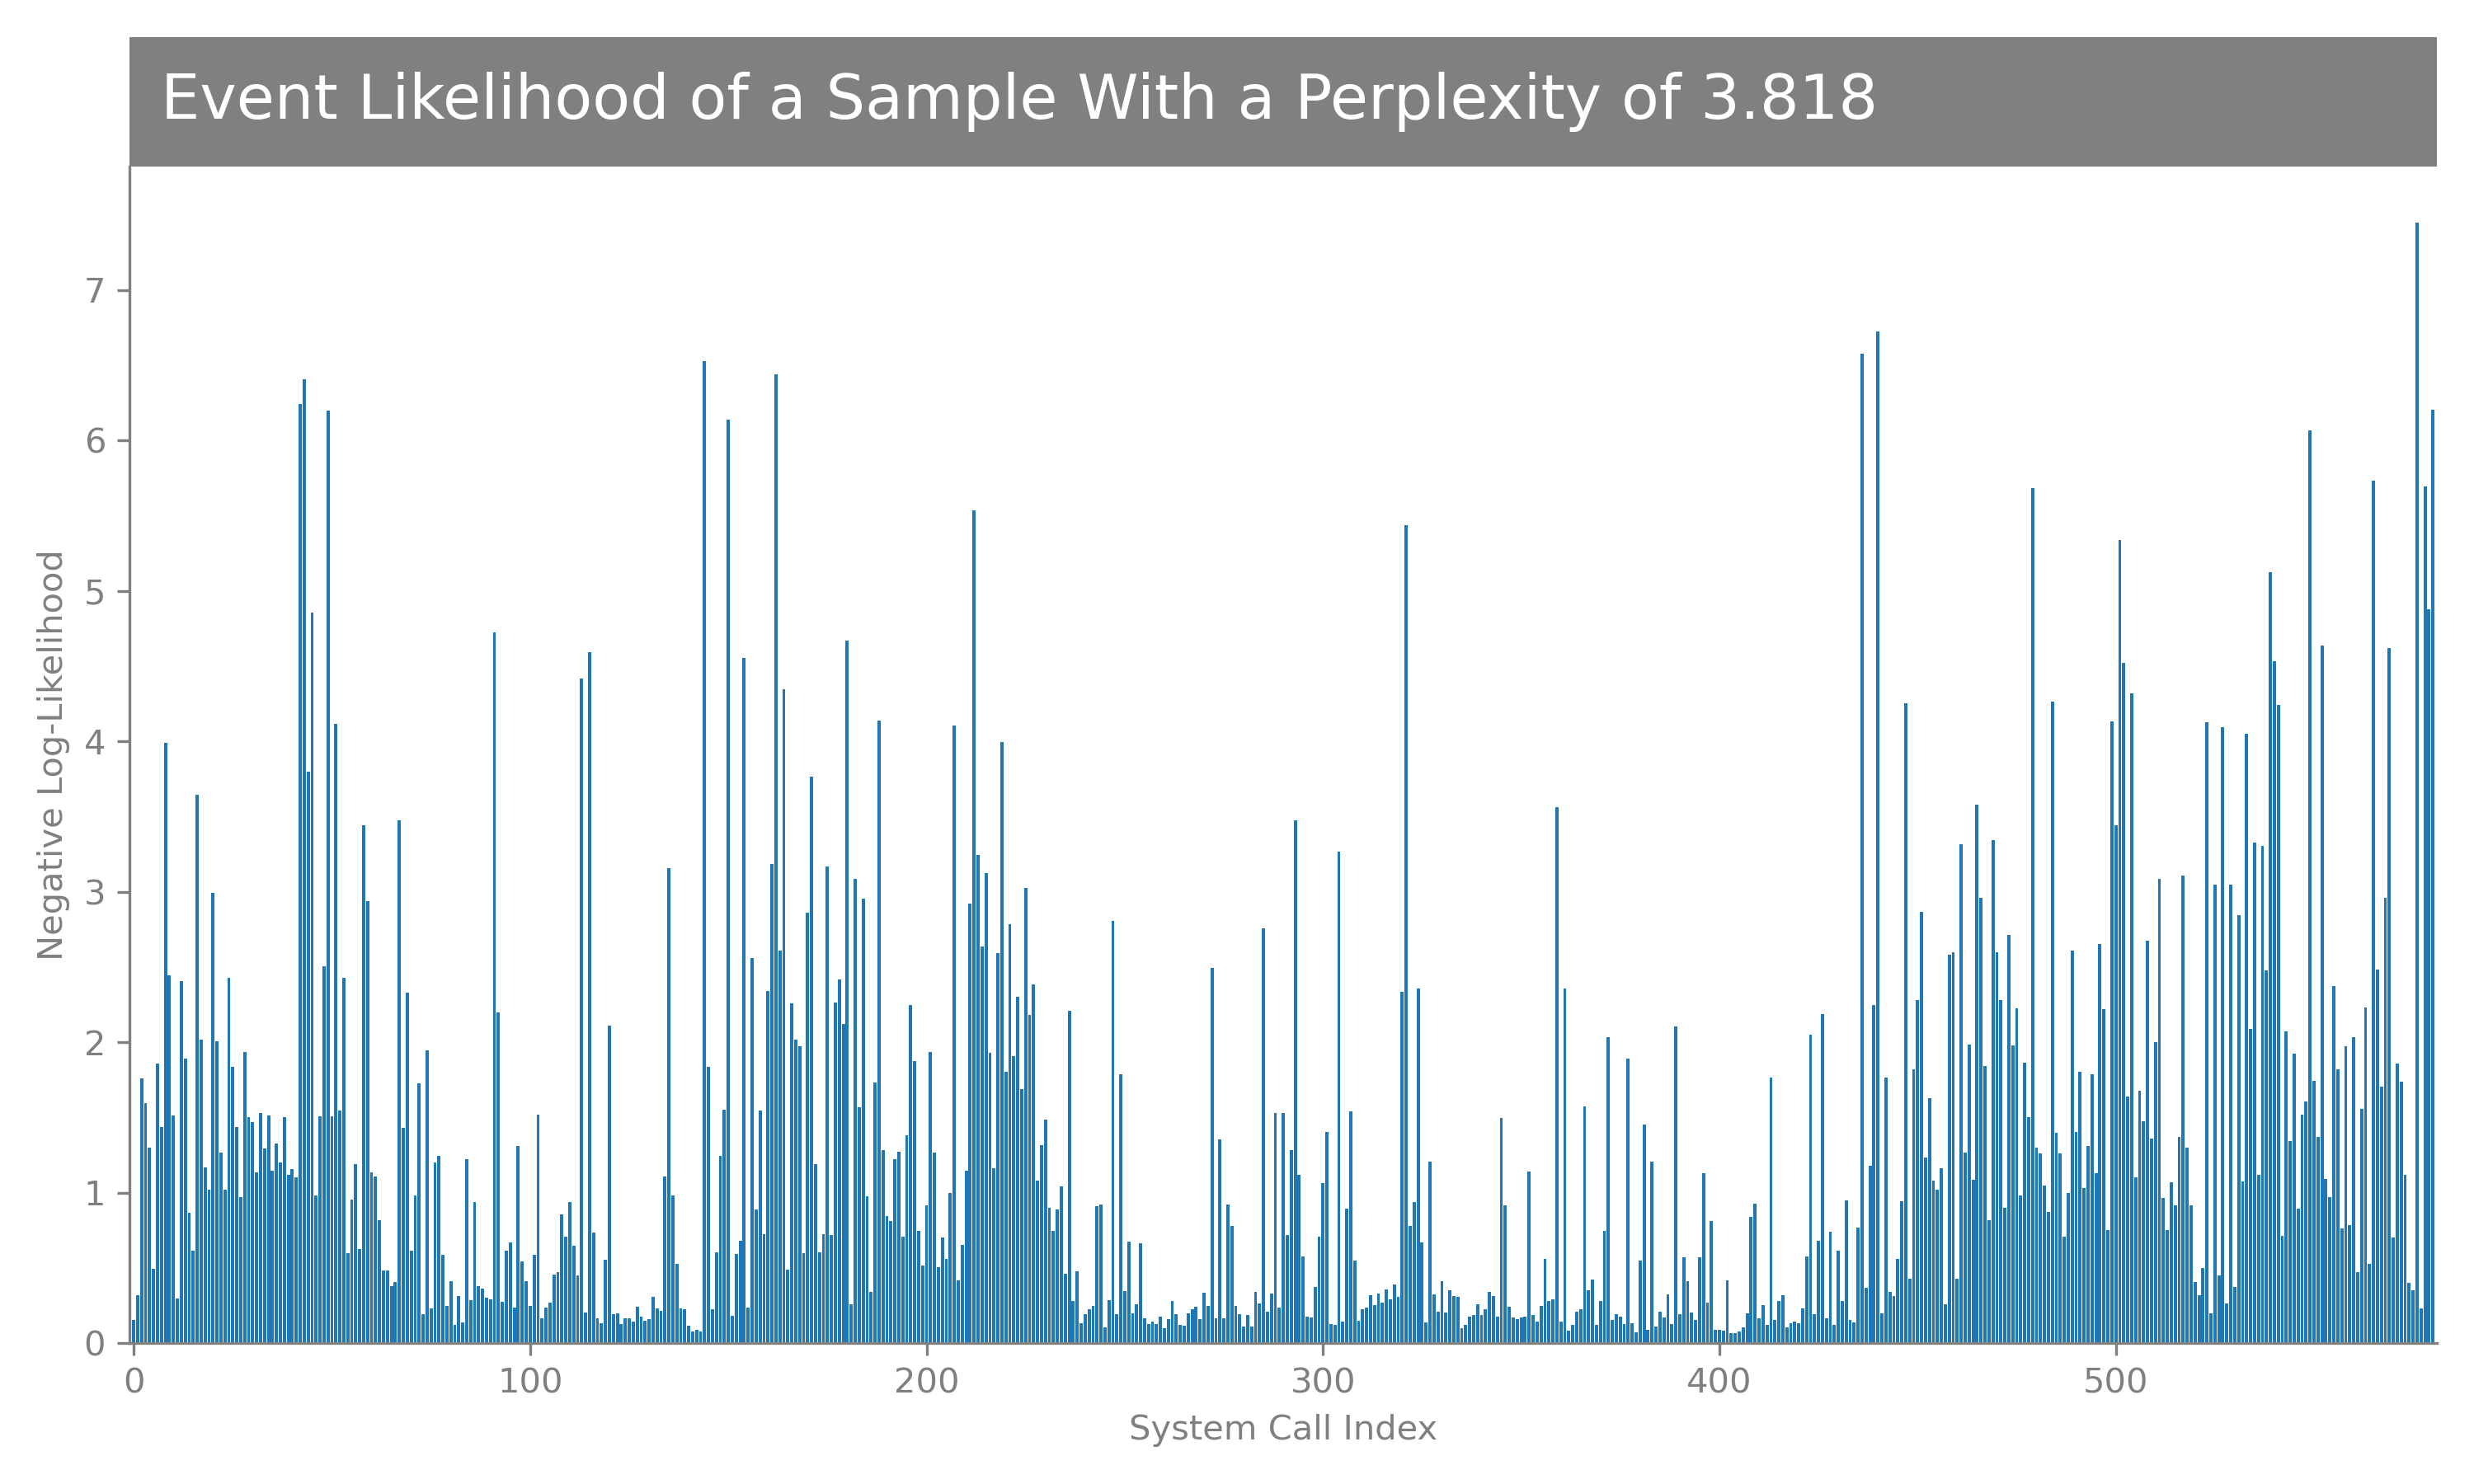 Event Likelihood of a Sample With a Perplexity of 3.818
7
6
5
4
3
2
1
0
Negative Log-Likelihood
0 100 200 300 400 500
System Call Index